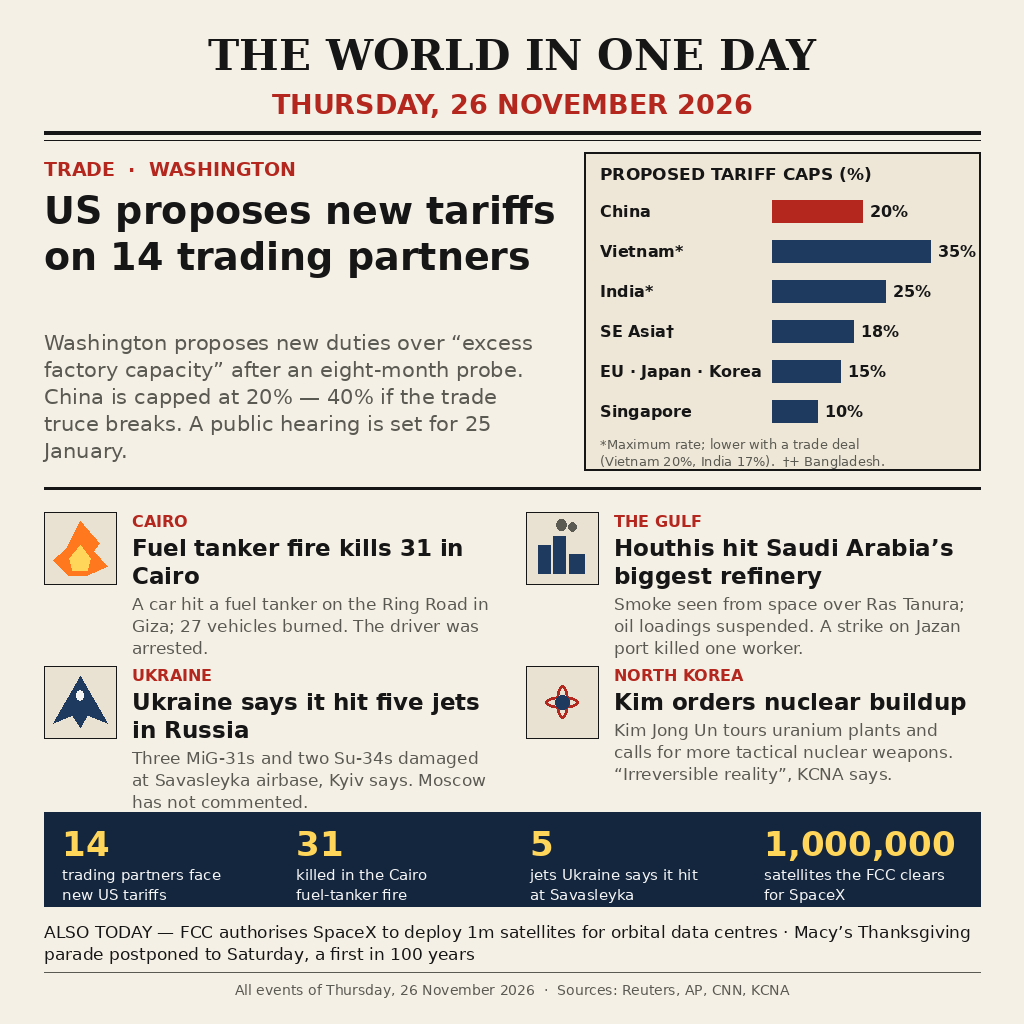 THE WORLD IN ONE DAY
THURSDAY, 26 NOVEMBER 2026
TRADE · WASHINGTON
US proposes new tariffs
on 14 trading partners
Washington proposes new duties over “excess
factory capacity” after an eight-month probe.
China is capped at 20% — 40% if the trade
truce breaks. A public hearing is set for 25
January.
PROPOSED TARIFF CAPS (%)
China 20%
Vietnam* 35%
India* 25%
SE Asia† 18%
EU · Japan · Korea 15%
Singapore 10%
*Maximum rate; lower with a trade deal
(Vietnam 20%, India 17%). †+ Bangladesh.
CAIRO
Fuel tanker fire kills 31 in
Cairo
A car hit a fuel tanker on the Ring Road in
Giza; 27 vehicles burned. The driver was
arrested.
THE GULF
Houthis hit Saudi Arabia’s
biggest refinery
Smoke seen from space over Ras Tanura;
oil loadings suspended. A strike on Jazan
port killed one worker.
UKRAINE
Ukraine says it hit five jets
in Russia
Three MiG-31s and two Su-34s damaged
at Savasleyka airbase, Kyiv says. Moscow
has not commented.
NORTH KOREA
Kim orders nuclear buildup
Kim Jong Un tours uranium plants and
calls for more tactical nuclear weapons.
“Irreversible reality”, KCNA says.
14
trading partners face
new US tariffs
31
killed in the Cairo
fuel-tanker fire
5
jets Ukraine says it hit
at Savasleyka
1,000,000
satellites the FCC clears
for SpaceX
ALSO TODAY — FCC authorises SpaceX to deploy 1m satellites for orbital data centres · Macy’s Thanksgiving
parade postponed to Saturday, a first in 100 years
All events of Thursday, 26 November 2026 · Sources: Reuters, AP, CNN, KCNA